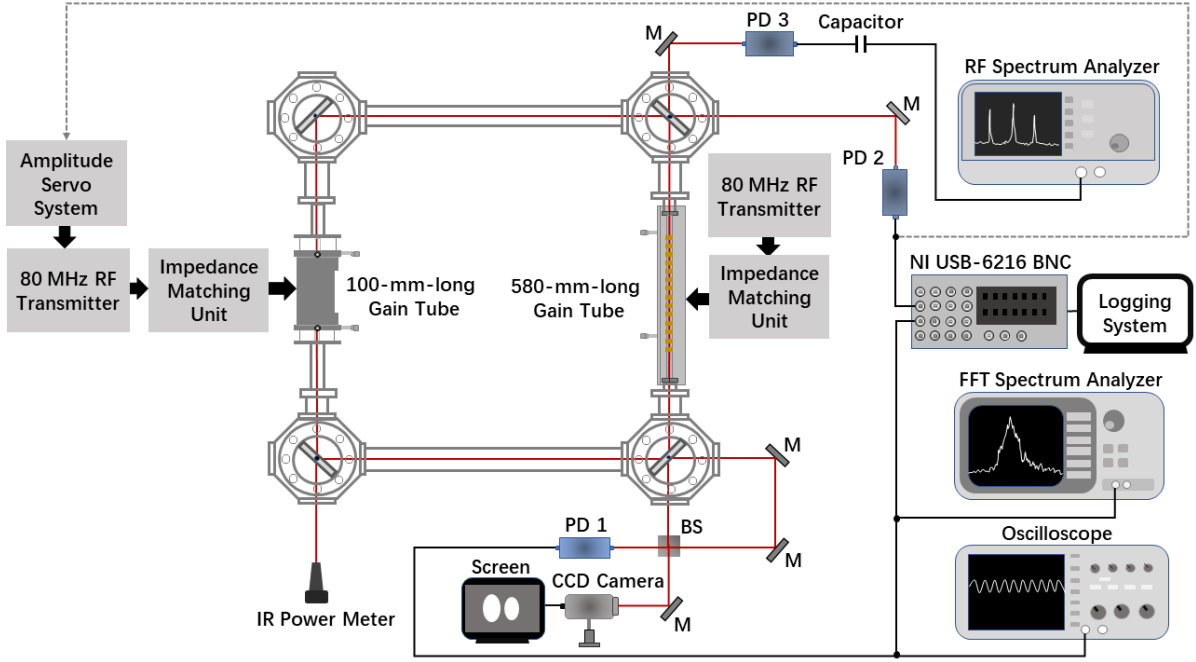 M
PD 3
Capacitor
RF Spectrum Analyzer
M
PD 2
Amplitude
Servo
System
80 MHz RF
Transmitter
Impedance
Matching
Unit
100-mm-long
Gain Tube
580-mm-long
Gain Tube
80 MHz RF
Transmitter
Impedance
Matching
Unit
NI USB-6216 BNC
Logging
System
FFT Spectrum Analyzer
M
PD 1
BS
M
Oscilloscope
Screen
CCD Camera
M
IR Power Meter